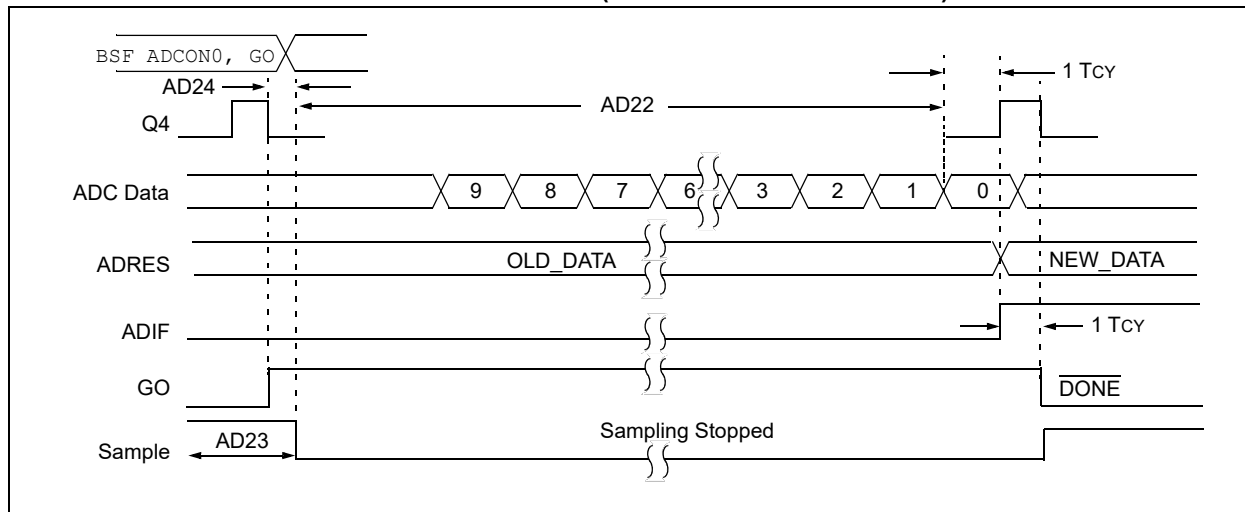 BSF ADCON0, GO
AD24
1 TCY
AD22
Q4
ADC Data
9 8 7 6 3 2 1 0
ADRES
OLD_DATA
NEW_DATA
ADIF
1 TCY
GO
DONE
Sampling Stopped
AD23
Sample